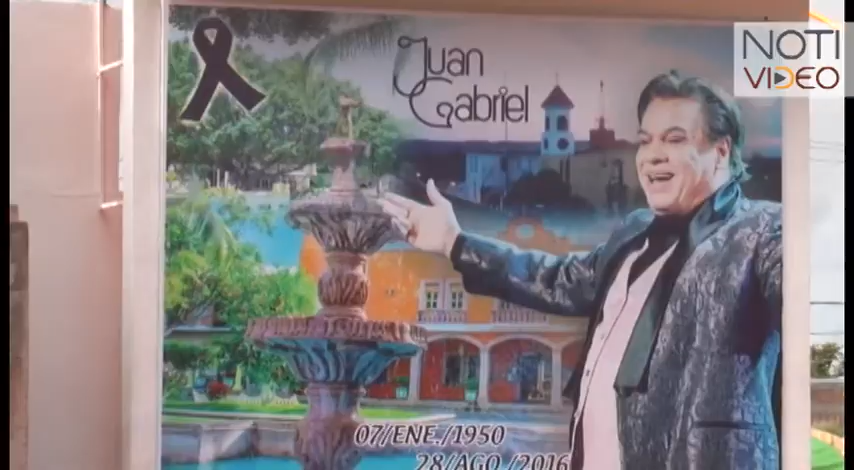 Juan
Gabriel
NOTI
VIDEO
07/ENE./1950
28/AGO./2016